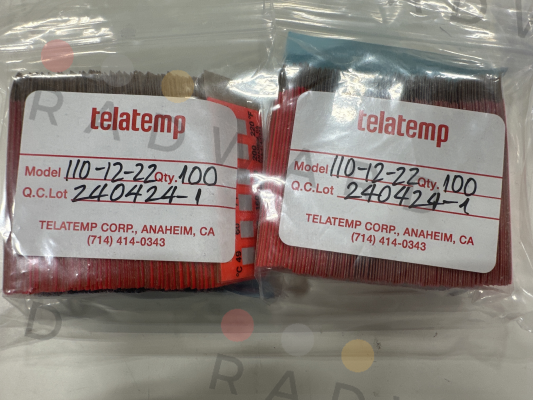 telatemp
Model 110-12-22 Qty. 100
Q.C. Lot 240424-1
TELATEMP CORP., ANAHEIM, CA
(714) 414-0343
telatemp
Model 110-12-22 Qty. 100
Q.C. Lot 240424-1
TELATEMP CORP., ANAHEIM, CA
(714) 414-0343